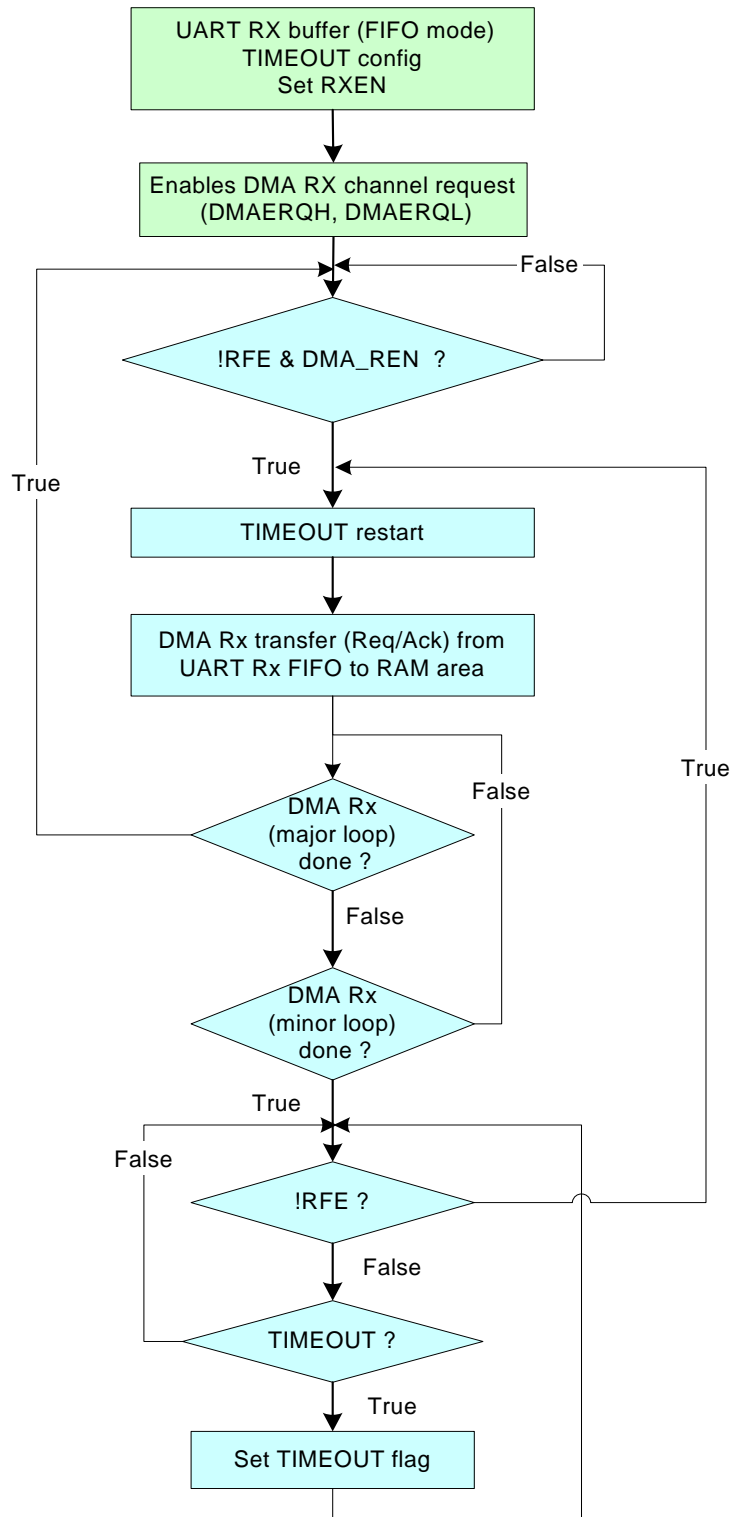 UART RX buffer (FIFO mode)
TIMEOUT config
Set RXEN
Enables DMA RX channel request
(DMAERQH, DMAERQL)
False
!RFE & DMA_REN ?
True
True
TIMEOUT restart
DMA Rx transfer (Req/Ack) from
UART Rx FIFO to RAM area
True
False
DMA Rx
(major loop)
done ?
False
DMA Rx
(minor loop)
done ?
True
False
!RFE ?
False
TIMEOUT ?
True
Set TIMEOUT flag